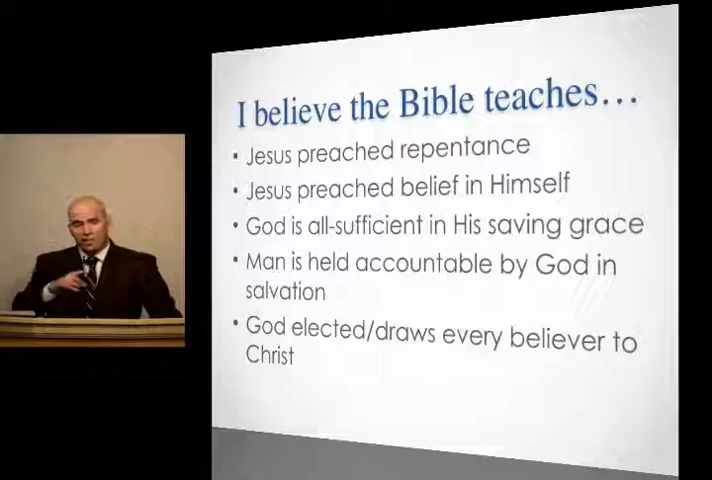 I believe the Bible teaches…
• Jesus preached repentance
• Jesus preached belief in Himself
• God is all-sufficient in His saving grace
• Man is held accountable by God in
salvation
• God elected/draws every believer to
Christ